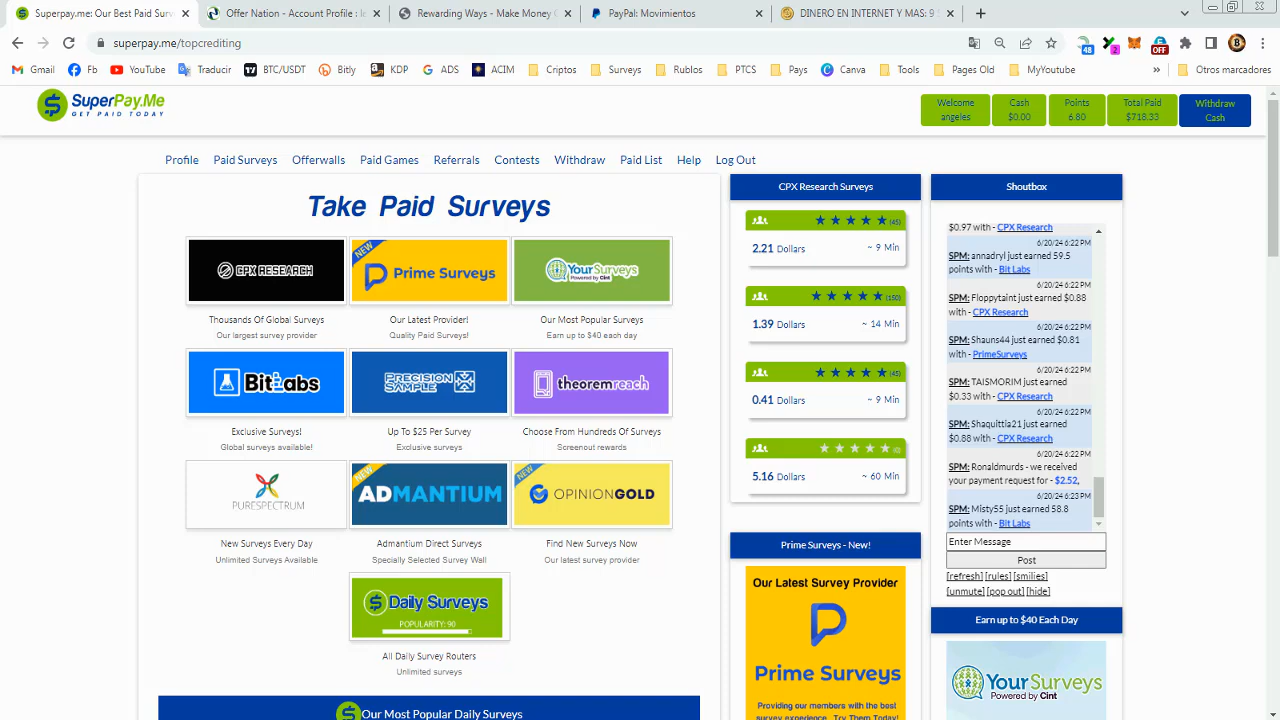 Superpay.me: Our Best Paid Sur
Offer Nation - Account Profile :
Rewarding Ways - Make Money
PayPal: Movimientos
DINERO EN INTERNET Y MAS: 9
superpay.me/topcrediting
48
2
OFF
Gmail
Fb
YouTube
Traducir
BTC/USDT
Bitly
KDP
ADS
ACIM
Criptos
Surveys
Rublos
PTCS
Pays
Canva
Tools
Pages Old
MyYoutube
»
Otros marcadores
SuperPay.Me
GET PAID TODAY
Welcome
angeles
Cash
$0.00
Points
6.80
Total Paid
$718.33
Withdraw
Cash
Profile Paid Surveys Offerwalls Paid Games Referrals Contests Withdraw Paid List Help Log Out
Take Paid Surveys
CPX RESEARCH
Thousands Of Global Surveys
Our largest survey provider
NEW
Prime Surveys
Our Latest Provider!
Quality Paid Surveys!
YourSurveys
Powered by Cint
Our Most Popular Surveys
Earn up to $40 each day
BitLabs
Exclusive Surveys!
Global surveys available!
PRECISION
SAMPLE
Up To $25 Per Survey
Exclusive surveys
theoremreach
Choose From Hundreds Of Surveys
Screenout rewards
PURESPECTRUM
New Surveys Every Day
Unlimited Surveys Available
NEW
ADMANTIUM
Admantium Direct Surveys
Specially Selected Survey Wall
NEW
OPINIONGOLD
Find New Surveys Now
Our latest survey provider
Daily Surveys
POPULARITY: 90
All Daily Survey Routers
Unlimited surveys
Our Most Popular Daily Surveys
CPX Research Surveys
(45)
2.21 Dollars ~ 9 Min
(150)
1.39 Dollars ~ 14 Min
(45)
0.41 Dollars ~ 9 Min
(0)
5.16 Dollars ~ 60 Min
Prime Surveys - New!
Our Latest Survey Provider
Prime Surveys
Providing our members with the best
survey experience. Try Them Today!
Shoutbox
$0.97 with - CPX Research
6/20/24 6:22 PM
SPM: annadryl just earned 59.5
points with - Bit Labs
6/20/24 6:22 PM
SPM: Floppytaint just earned $0.88
with - CPX Research
6/20/24 6:22 PM
SPM: Shauns44 just earned $0.81
with - PrimeSurveys
6/20/24 6:22 PM
SPM: TAISMORIM just earned
$0.33 with - CPX Research
6/20/24 6:22 PM
SPM: Shaquittia21 just earned
$0.88 with - CPX Research
6/20/24 6:22 PM
SPM: Ronaldmurds - we received
your payment request for - $2.52,
6/20/24 6:23 PM
SPM: Misty55 just earned 58.8
points with - Bit Labs
Enter Message
Post
[refresh] [rules] [smilies]
[unmute] [pop out] [hide]
Earn up to $40 Each Day
YourSurveys
Powered by Cint